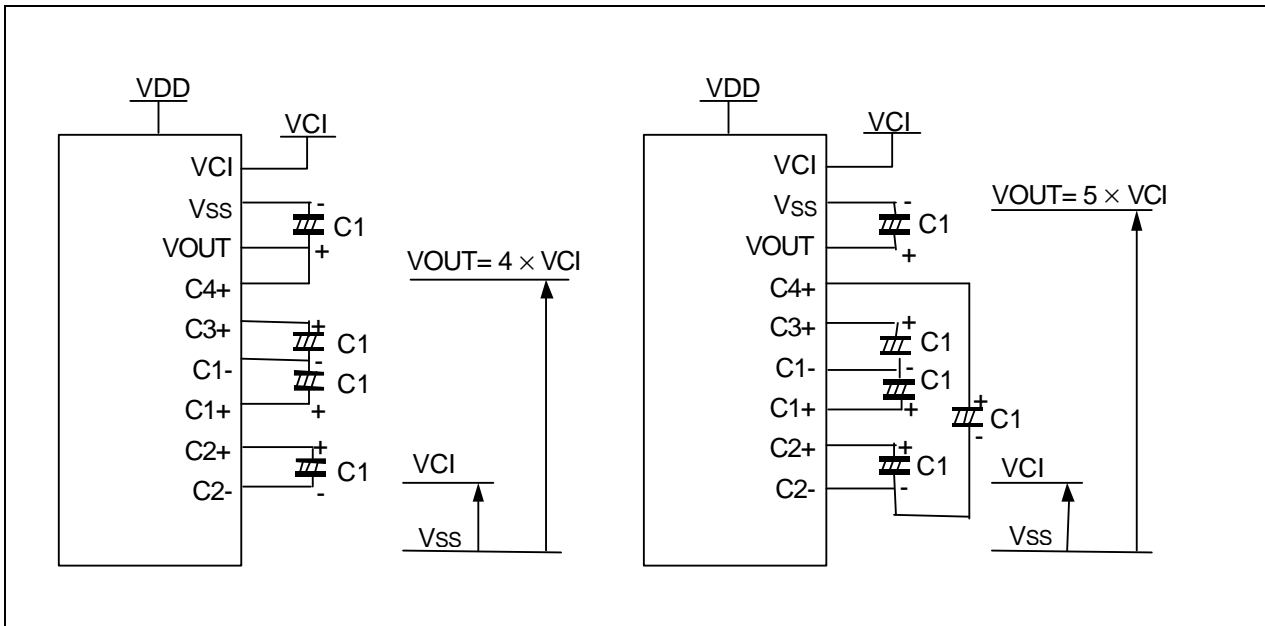 VDD
VCI
VCI
VSS
-
C1
VOUT
+
C4+
C3+
+
C1
C1-
-
C1
C1+
+
C2+
+
C1
C2-
-
VOUT= 4 × VCI
VCI
VSS
VDD
VCI
VCI
VSS
-
C1
VOUT
+
C4+
C3+
+
C1
C1-
-
C1
C1+
+
+
C1
-
C2+
+
C1
C2-
-
VOUT= 5 × VCI
VCI
VSS